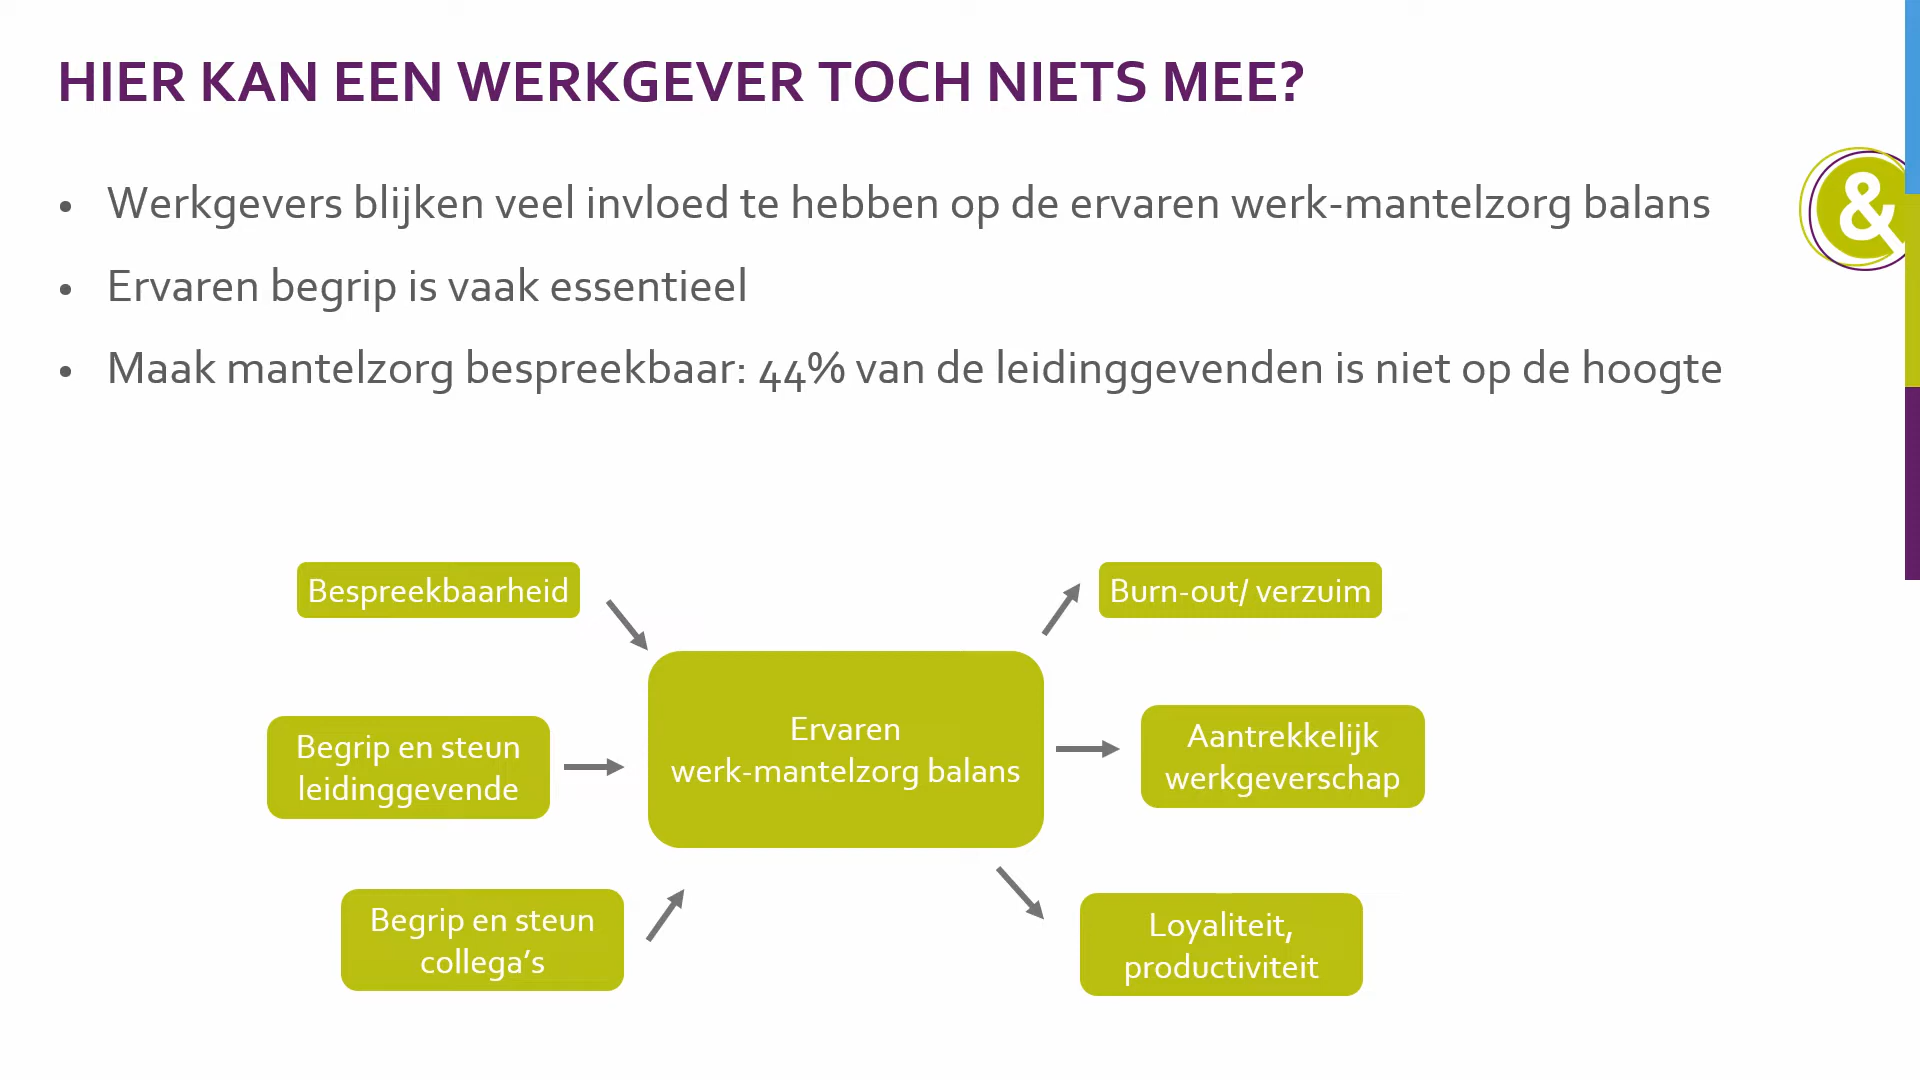 HIER KAN EEN WERKGEVER TOCH NIETS MEE?
• Werkgevers blijken veel invloed te hebben op de ervaren werk-mantelzorg balans
• Ervaren begrip is vaak essentieel
• Maak mantelzorg bespreekbaar: 44% van de leidinggevenden is niet op de hoogte
&
Bespreekbaarheid
Begrip en steun
leidinggevende
Begrip en steun
collega’s
Ervaren
werk-mantelzorg balans
Burn-out/ verzuim
Aantrekkelijk
werkgeverschap
Loyaliteit,
productiviteit